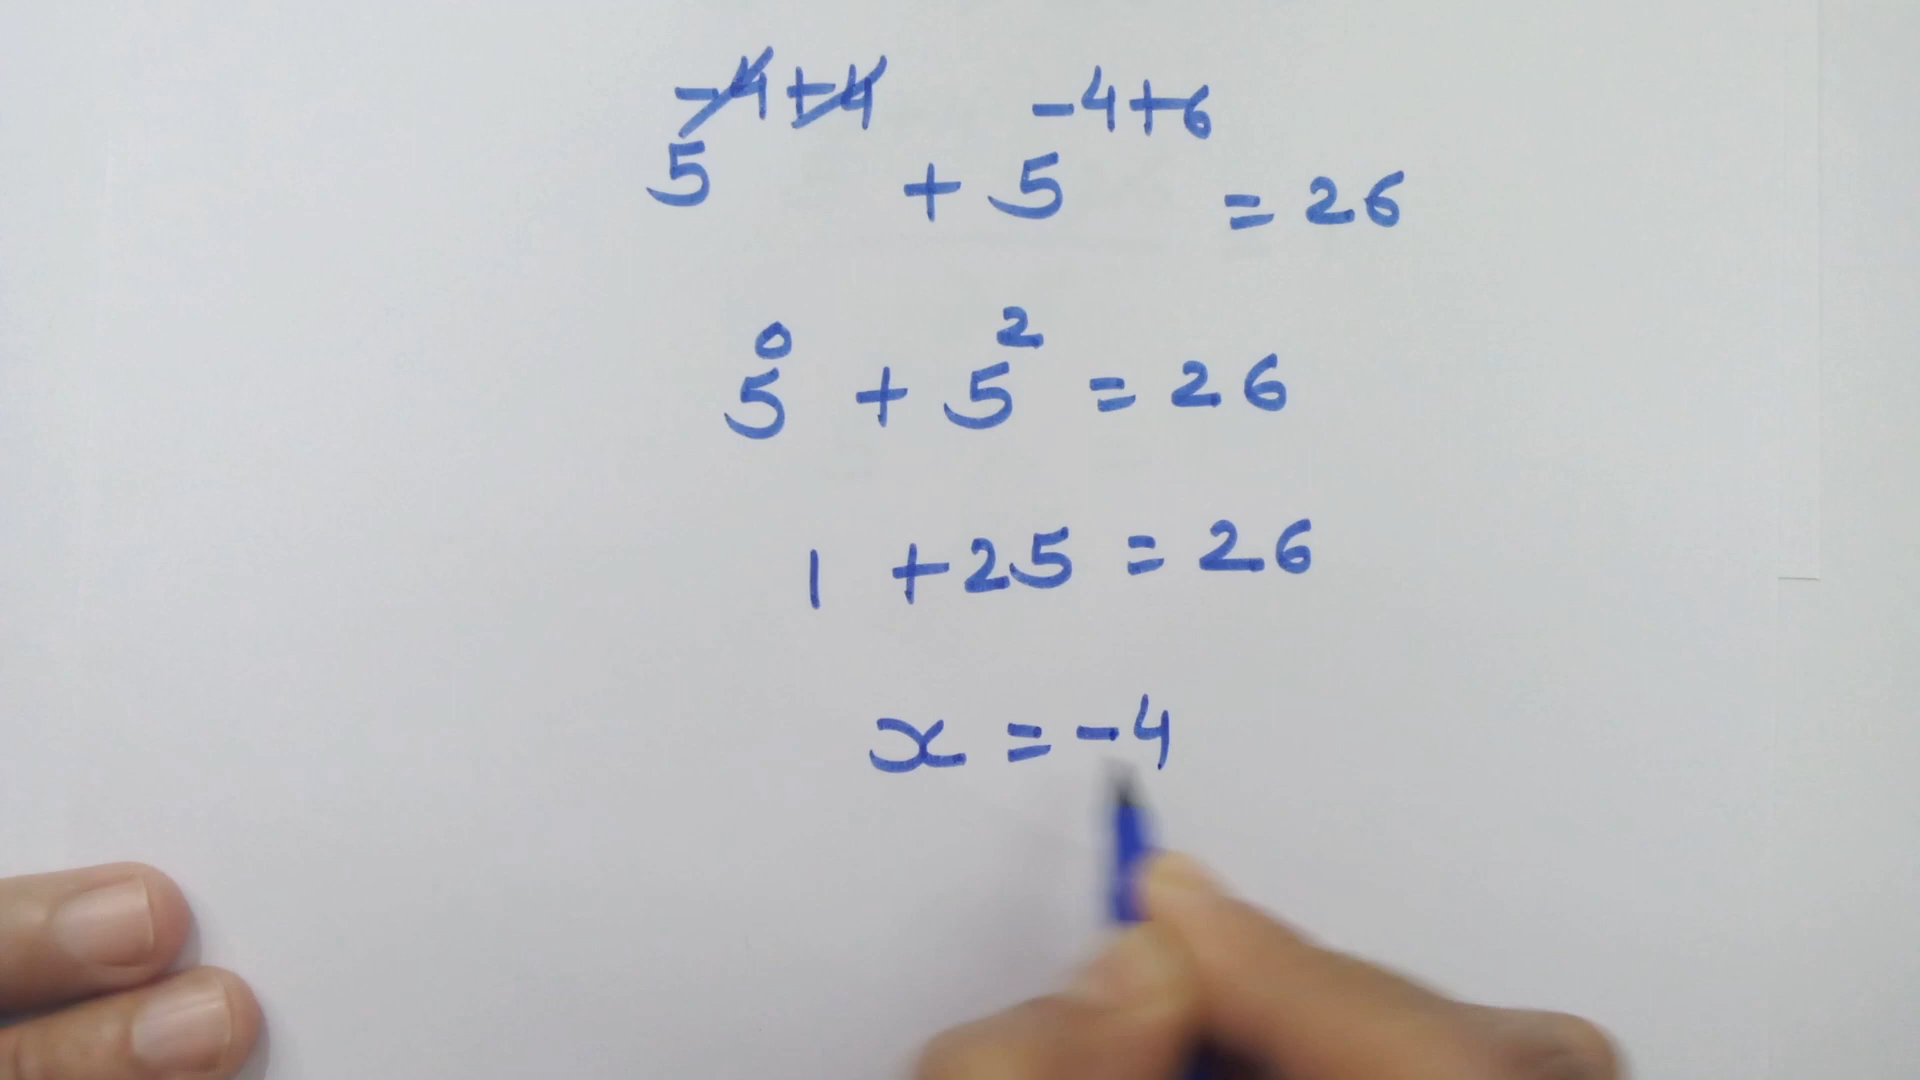 5^{-4+4} + 5^{-4+6} = 26
5^0 + 5^2 = 26
1 + 25 = 26
x = -4